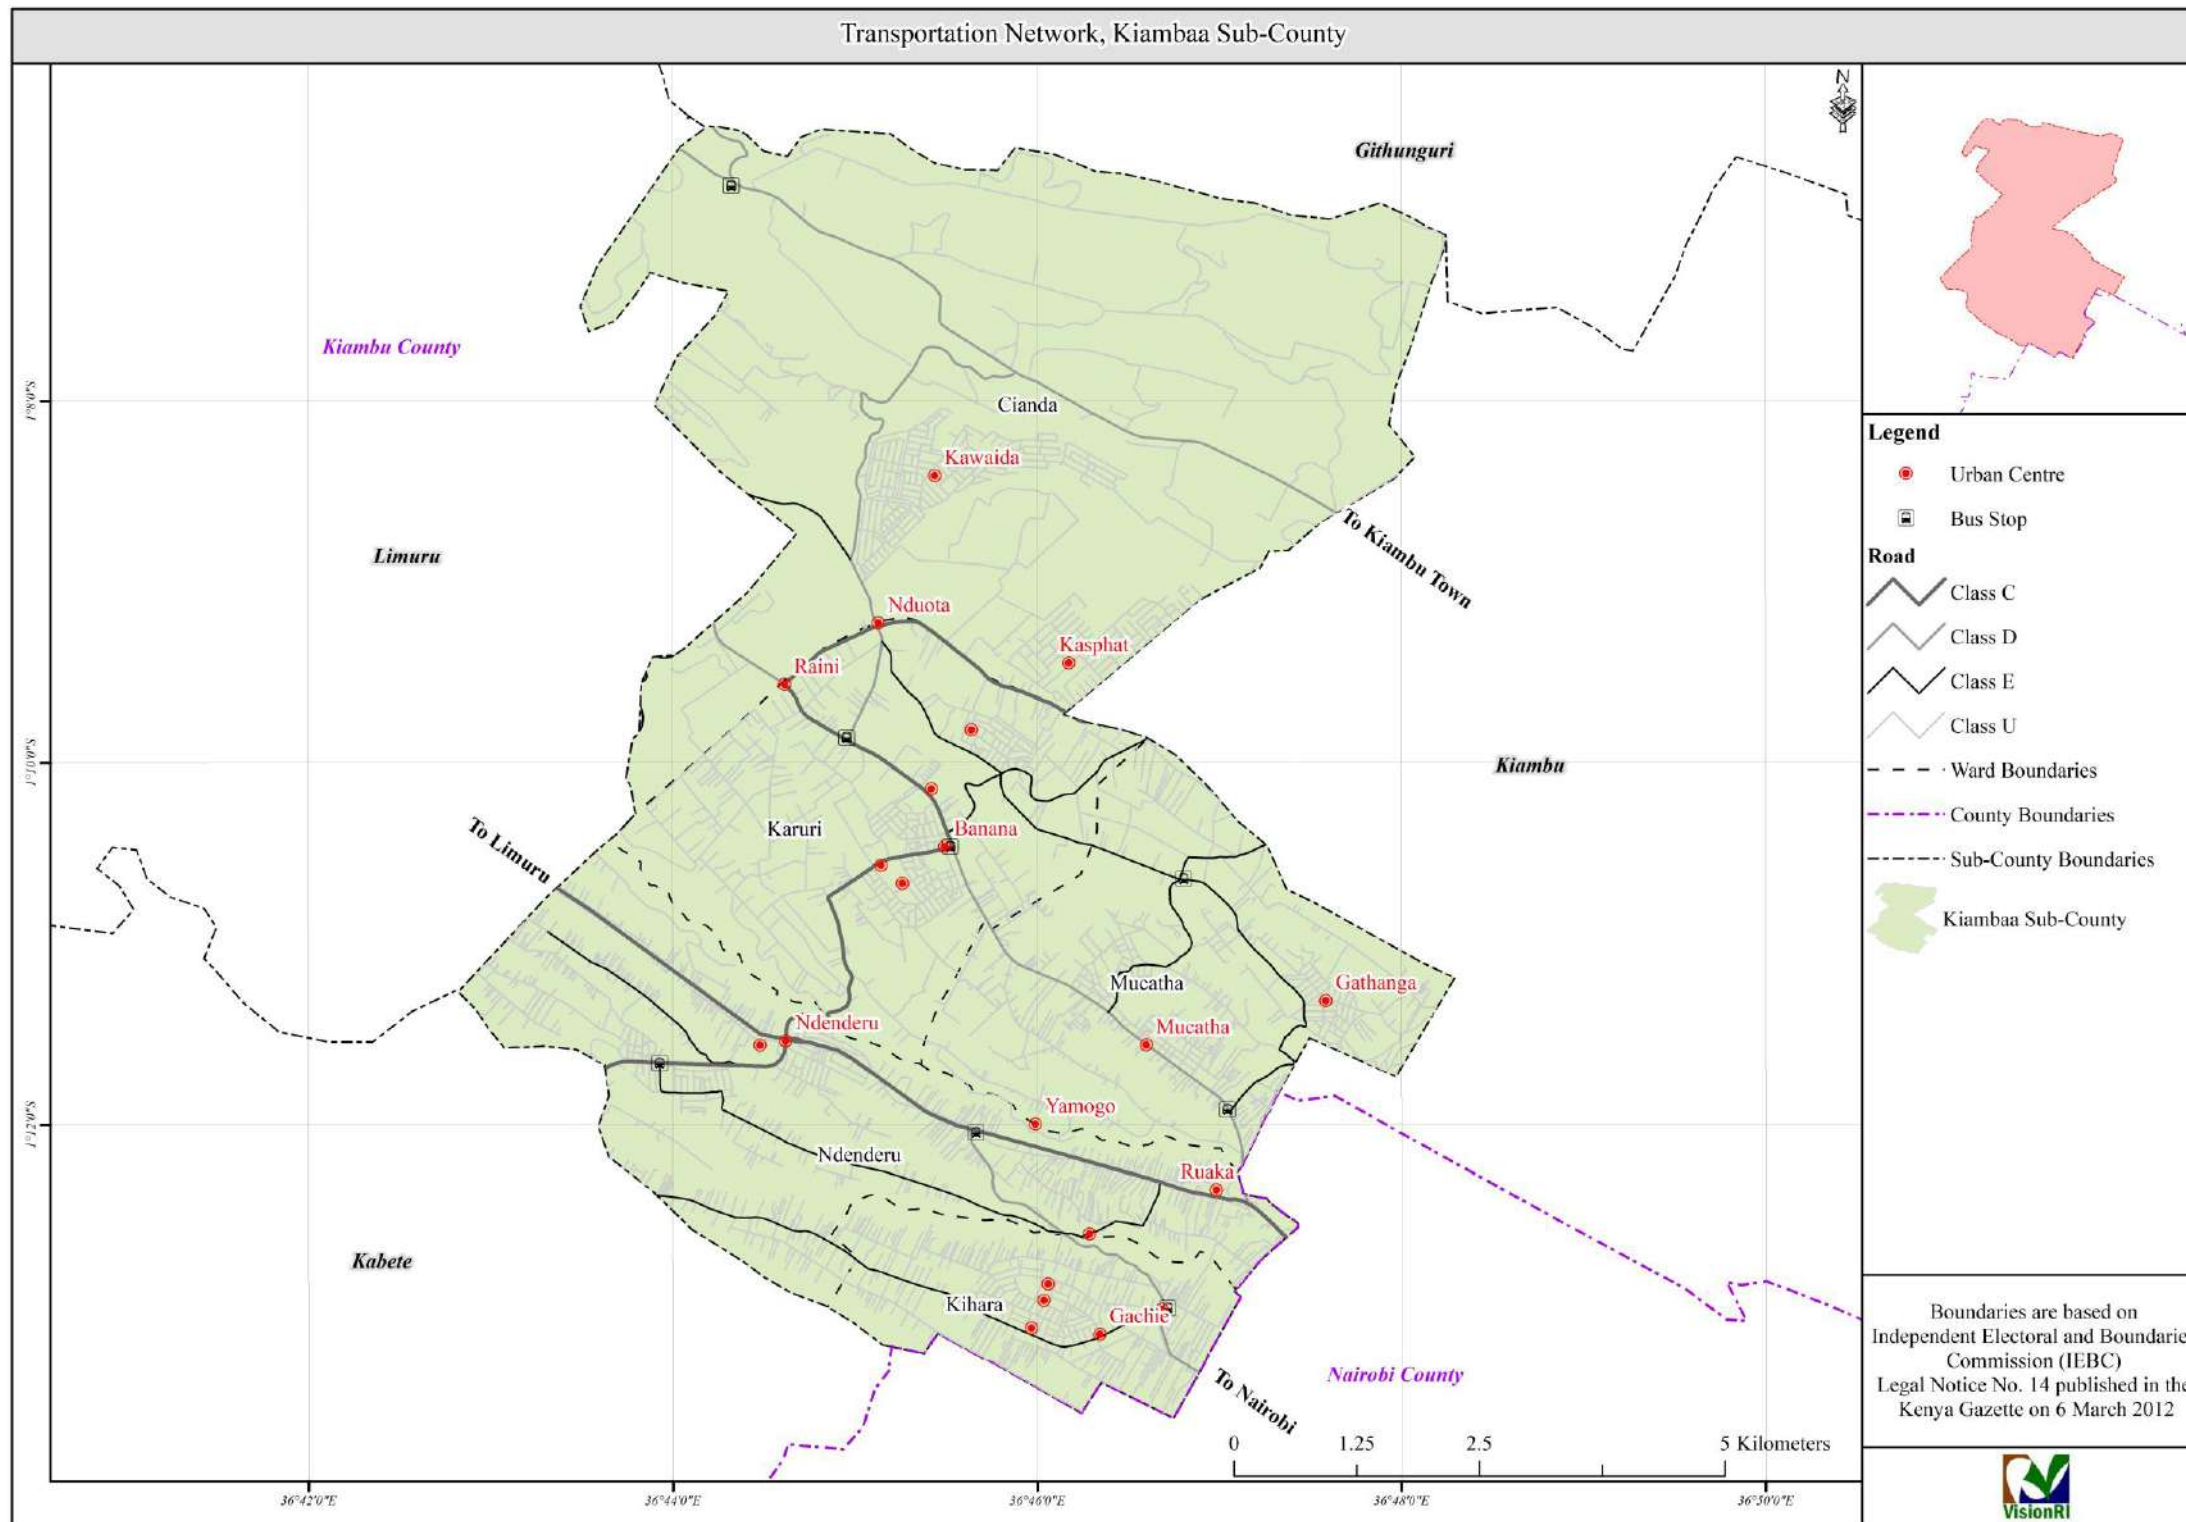 Transportation Network, Kiambaa Sub-County
N
Githunguri
Kiambu County
1°8'0"S
Cianda
Kawaida
To Kiambu Town
Limuru
Nduota
Kasphat
Raini
1°10'0"S
Kiambu
Karuri
Banana
To Limuru
Mucatha
Gathanga
Ndenderu
Mucatha
Yamogo
1°12'0"S
Ndenderu
Ruaka
Kabete
Kihara
Gachie
Nairobi County
To Nairobi
0 1.25 2.5 5 Kilometers
36°42'0"E 36°44'0"E 36°46'0"E 36°48'0"E 36°50'0"E
Legend
Urban Centre
Bus Stop
Road
Class C
Class D
Class E
Class U
Ward Boundaries
County Boundaries
Sub-County Boundaries
Kiambaa Sub-County
Boundaries are based on
Independent Electoral and Boundarie
Commission (IEBC)
Legal Notice No. 14 published in the
Kenya Gazette on 6 March 2012
VisionRI